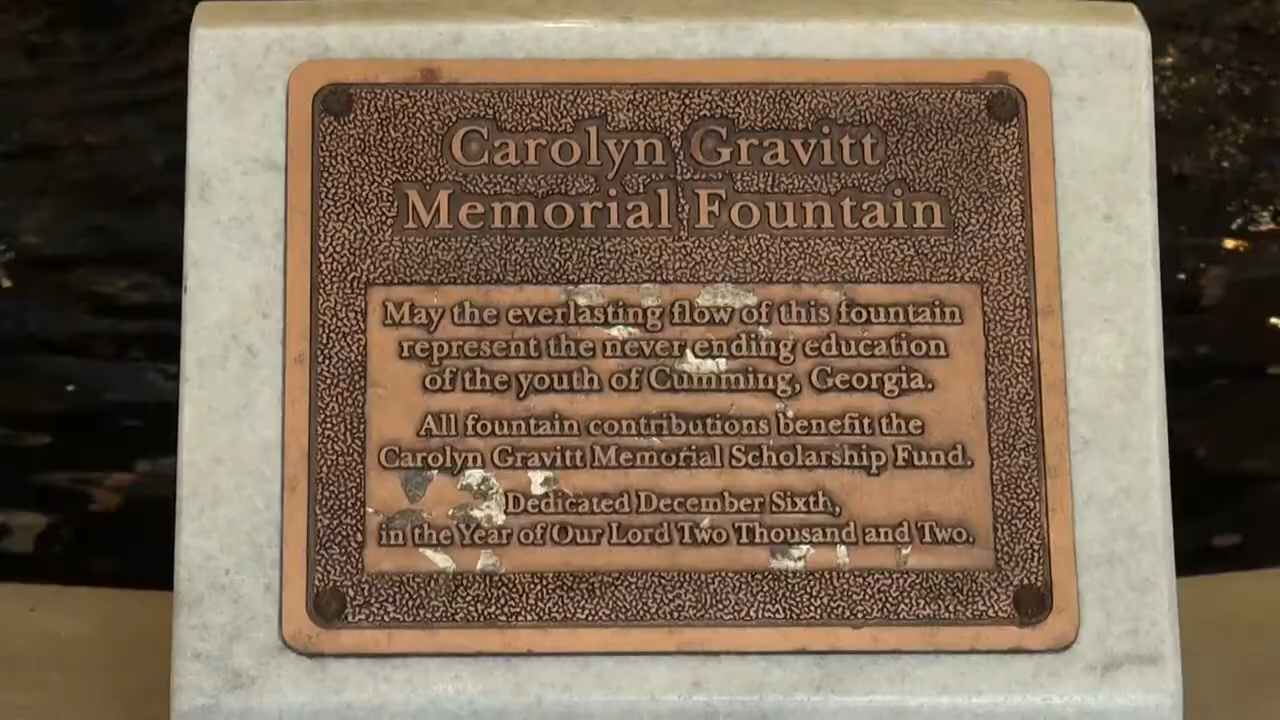 Carolyn Gravitt
Memorial Fountain
May the everlasting flow of this fountain
represent the never ending education
of the youth of Cumming, Georgia.
All fountain contributions benefit the
Carolyn Gravitt Memorial Scholarship Fund.
Dedicated December Sixth,
in the Year of Our Lord Two Thousand and Two.